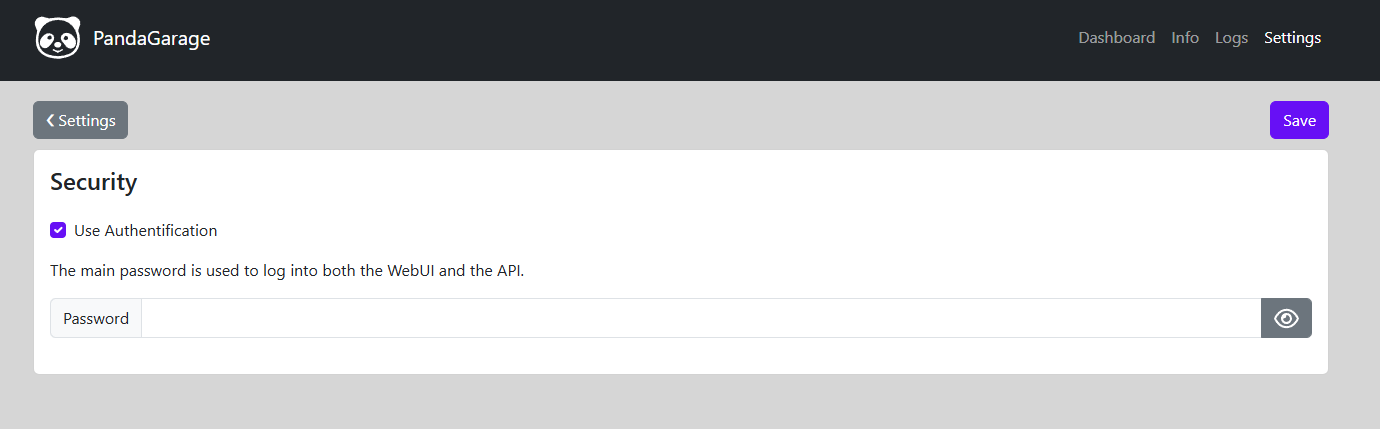 PandaGarage
Dashboard Info Logs Settings
Settings
Save
Security
Use Authentification
The main password is used to log into both the WebUI and the API.
Password